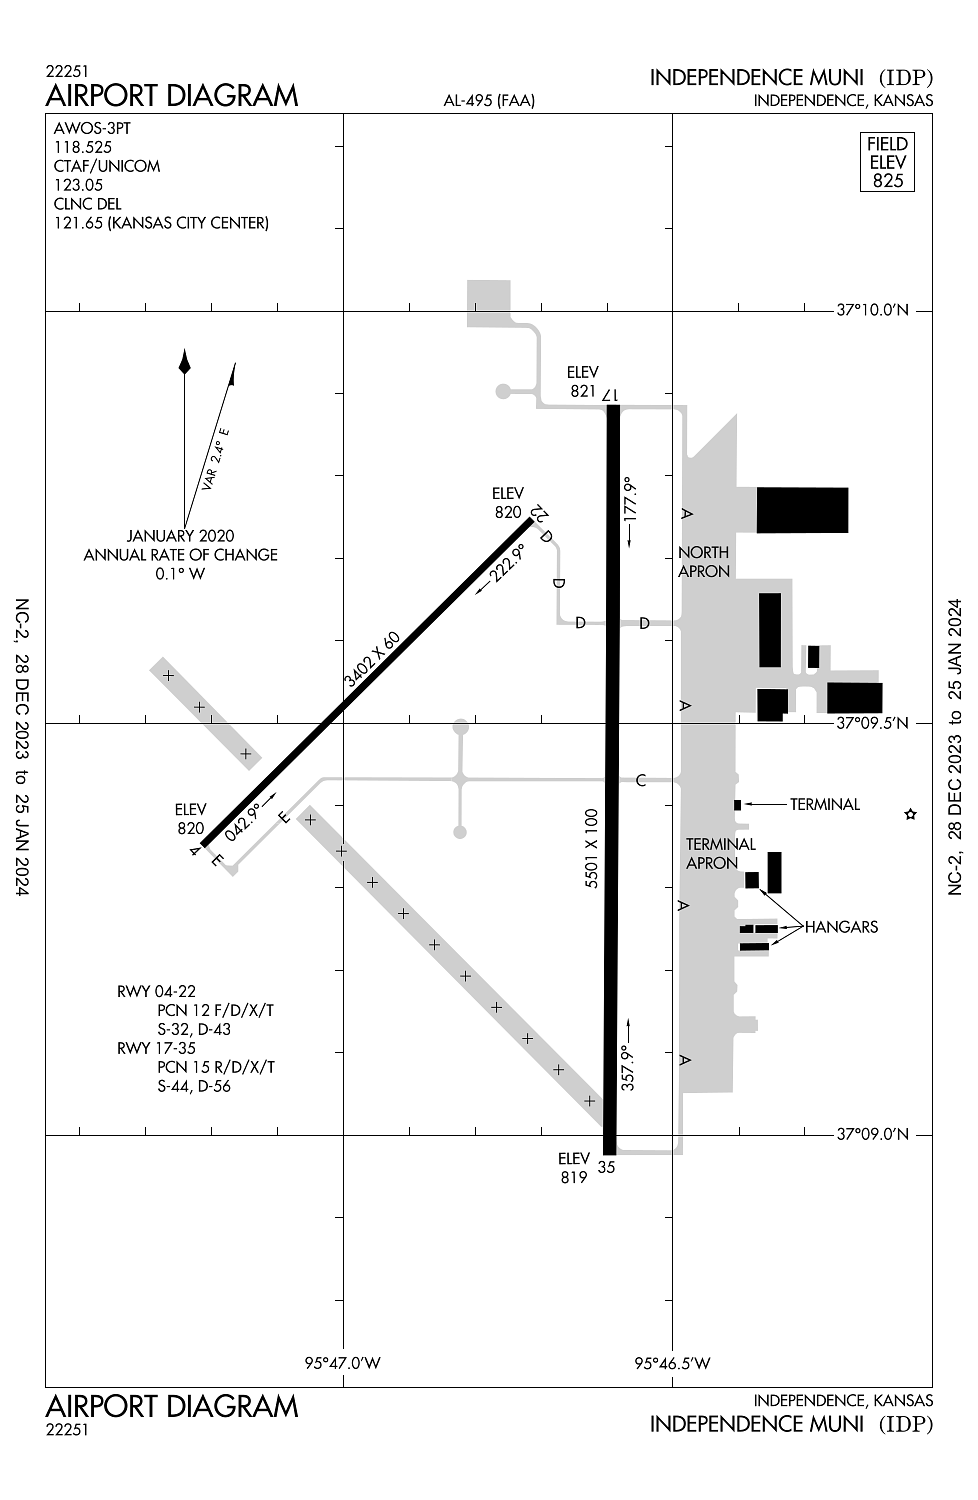 22251
AIRPORT DIAGRAM
AL-495 (FAA)
INDEPENDENCE MUNI (IDP)
INDEPENDENCE, KANSAS
AWOS-3PT
118.525
CTAF/UNICOM
123.05
CLNC DEL
121.65 (KANSAS CITY CENTER)
FIELD
ELEV
825
37°10.0'N
VAR 2.4° E
JANUARY 2020
ANNUAL RATE OF CHANGE
0.1° W
ELEV
821
17
177.9°
ELEV
820
22
D
222.9°
D
D
D
A
NORTH
APRON
3402 X 60
A
37°09.5'N
C
TERMINAL
ELEV
820
4
042.9°
E
E
TERMINAL
APRON
5501 X 100
A
HANGARS
RWY 04-22
PCN 12 F/D/X/T
S-32, D-43
RWY 17-35
PCN 15 R/D/X/T
S-44, D-56
357.9°
A
37°09.0'N
ELEV
819
35
95°47.0'W
95°46.5'W
NC-2, 28 DEC 2023 to 25 JAN 2024
NC-2, 28 DEC 2023 to 25 JAN 2024
AIRPORT DIAGRAM
22251
INDEPENDENCE, KANSAS
INDEPENDENCE MUNI (IDP)